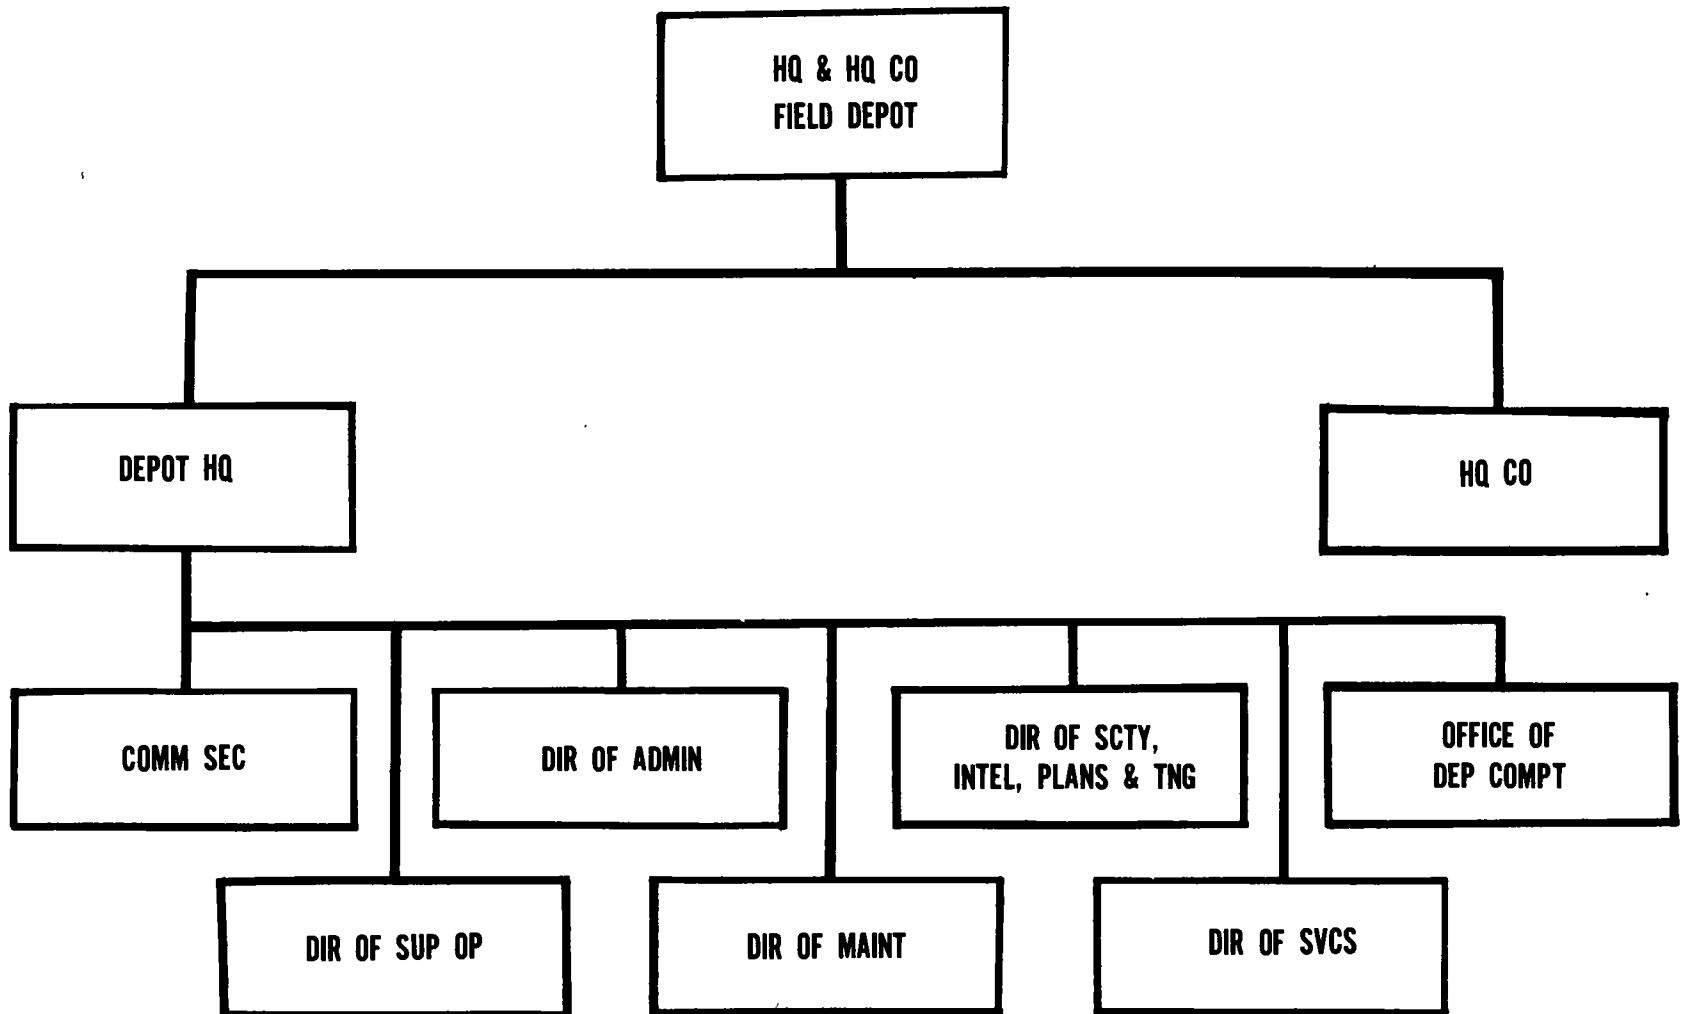 HQ & HQ CO
FIELD DEPOT
DEPOT HQ
HQ CO
COMM SEC
DIR OF ADMIN
DIR OF SCTY,
INTEL, PLANS & TNG
OFFICE OF
DEP COMPT
DIR OF SUP OP
DIR OF MAINT
DIR OF SVCS